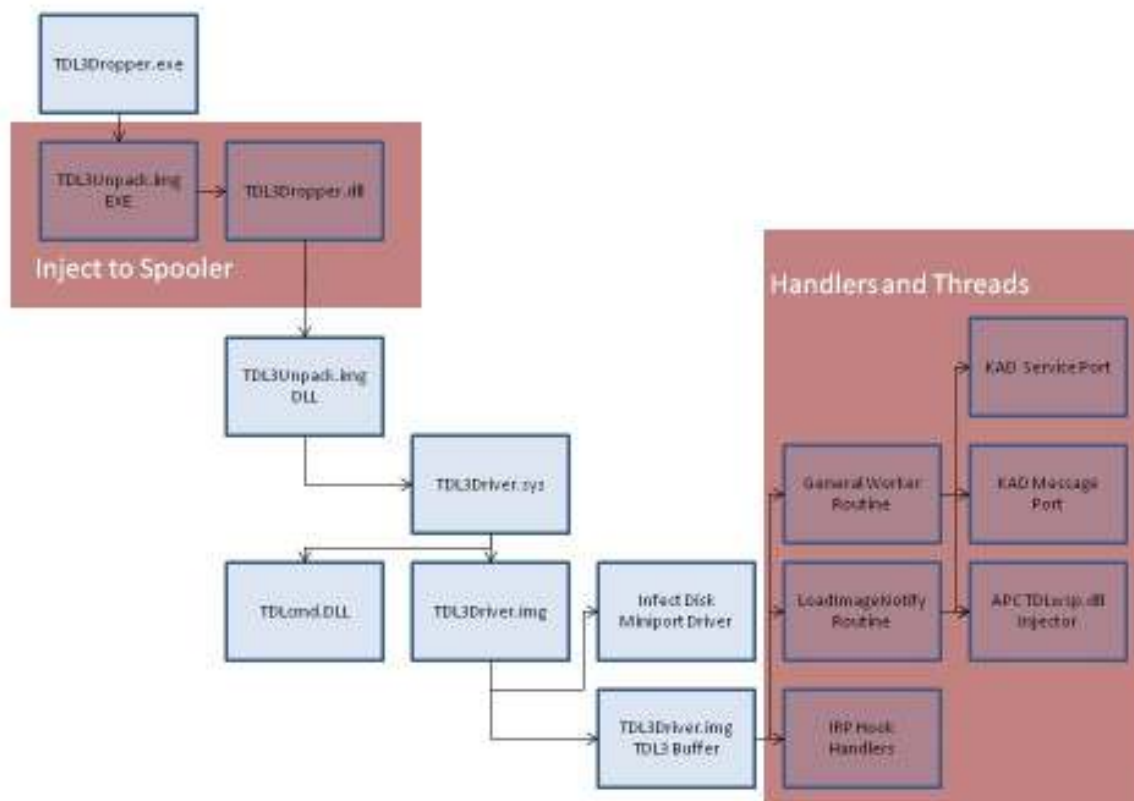 TDL3Dropper.exe
TDL3Unpack.img
EXE
TDL3Dropper.dll
Inject to Spooler
Handlers and Threads
TDL3Unpack.img
DLL
KAD Service Port
TDL3Driver.sys
General Worker
Routine
KAD Message
Port
TDLcmd.DLL
TDL3Driver.img
Infect Disk
Miniport Driver
LoadImageNotify
Routine
APC TDLwsp.dll
Injector
TDL3Driver.img
TDL3 Buffer
IRP Hook
Handlers